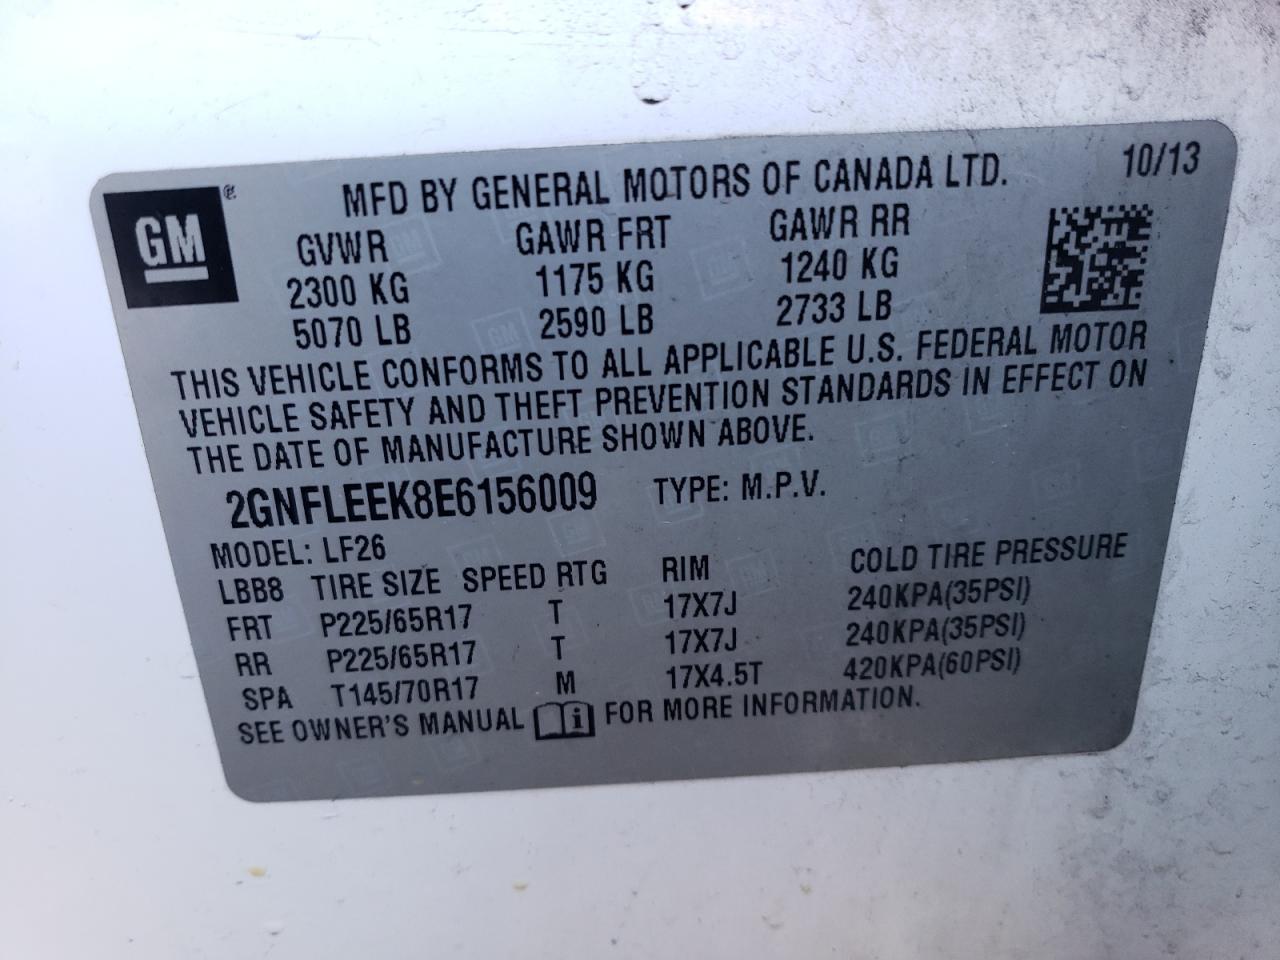 GM ®
MFD BY GENERAL MOTORS OF CANADA LTD. 10/13
GVWR GAWR FRT GAWR RR
2300 KG 1175 KG 1240 KG
5070 LB 2590 LB 2733 LB
THIS VEHICLE CONFORMS TO ALL APPLICABLE U.S. FEDERAL MOTOR
VEHICLE SAFETY AND THEFT PREVENTION STANDARDS IN EFFECT ON
THE DATE OF MANUFACTURE SHOWN ABOVE.
2GNFLEEK8E6156009 TYPE: M.P.V.
MODEL: LF26
LBB8 TIRE SIZE SPEED RTG RIM COLD TIRE PRESSURE
FRT P225/65R17 T 17X7J 240KPA(35PSI)
RR P225/65R17 T 17X7J 240KPA(35PSI)
SPA T145/70R17 M 17X4.5T 420KPA(60PSI)
SEE OWNER'S MANUAL i FOR MORE INFORMATION.